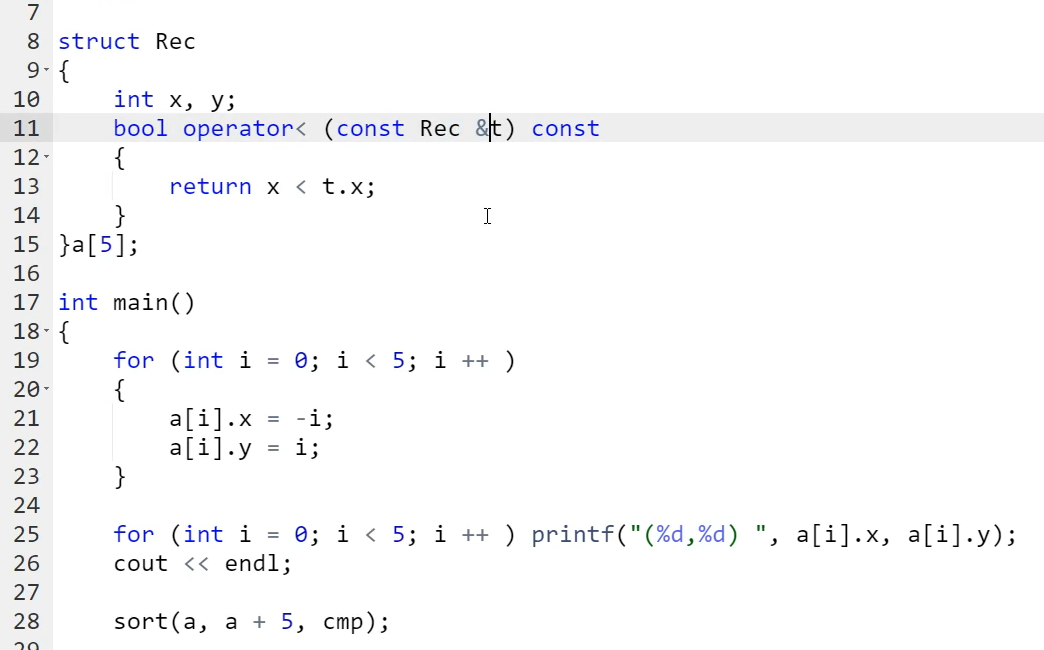 7
8 struct Rec
9 {
10     int x, y;
11     bool operator< (const Rec &t) const
12     {
13         return x < t.x;
14     }
15 }a[5];
16
17 int main()
18 {
19     for (int i = 0; i < 5; i ++ )
20     {
21         a[i].x = -i;
22         a[i].y = i;
23     }
24
25     for (int i = 0; i < 5; i ++ ) printf("(%d,%d) ", a[i].x, a[i].y);
26     cout << endl;
27
28     sort(a, a + 5, cmp);
29